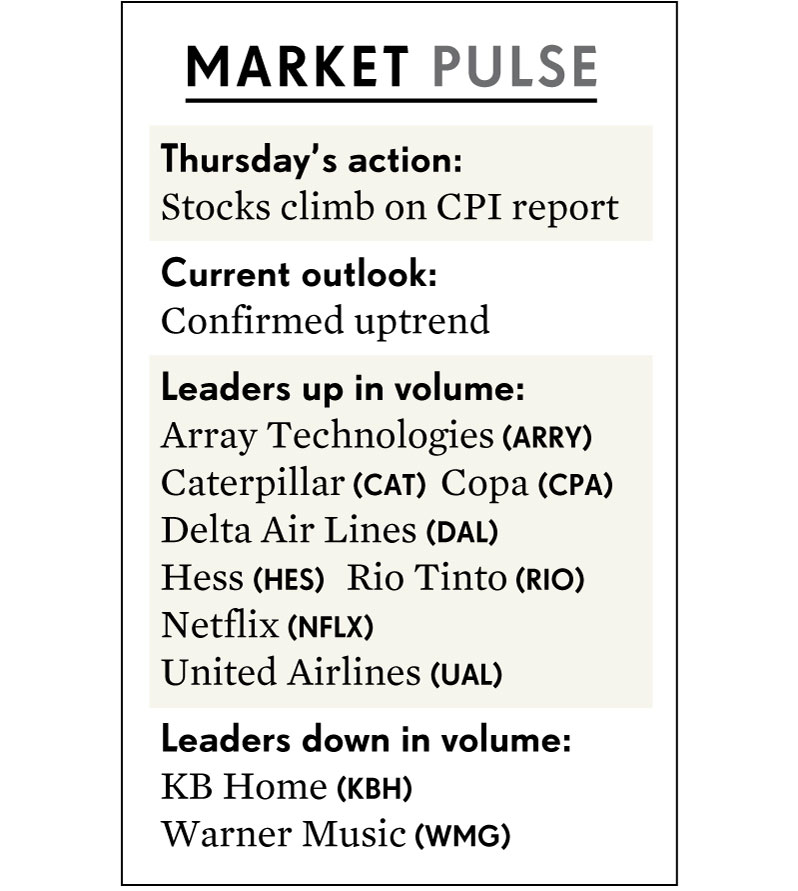 MARKET PULSE
Thursday’s action:
Stocks climb on CPI report
Current outlook:
Confirmed uptrend
Leaders up in volume:
Array Technologies (ARRY)
Caterpillar (CAT) Copa (CPA)
Delta Air Lines (DAL)
Hess (HES) Rio Tinto (RIO)
Netflix (NFLX)
United Airlines (UAL)
Leaders down in volume:
KB Home (KBH)
Warner Music (WMG)